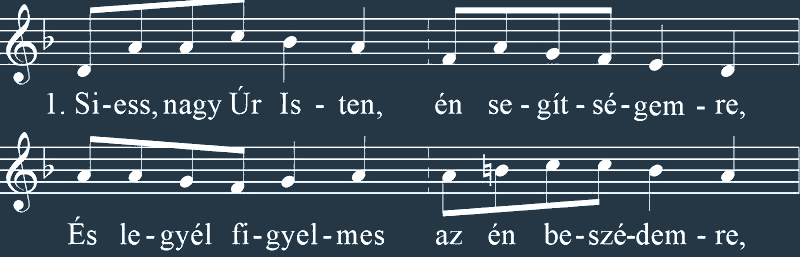 1. Si-ess, nagy Úr Is - ten, én se - gít - sé - gem - re,
És le - gyél fi - gyel - mes az én be - szé - dem - re,